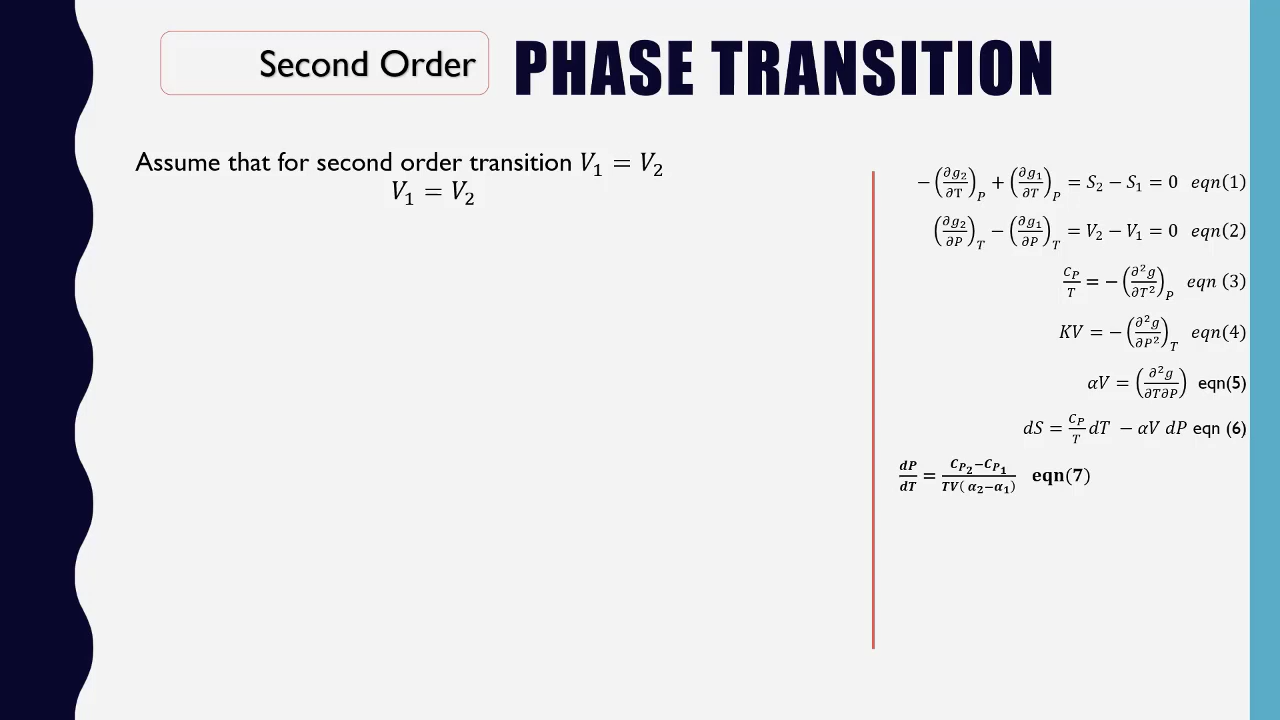 Second Order PHASE TRANSITION
Assume that for second order transition 𝑉₁ = 𝑉₂
𝑉₁ = 𝑉₂
−(∂g₂/∂T)_P + (∂g₁/∂T)_P = S₂ − S₁ = 0 eqn(1)
(∂g₂/∂P)_T − (∂g₁/∂P)_T = V₂ − V₁ = 0 eqn(2)
C_P/T = −(∂²g/∂T²)_P eqn (3)
KV = −(∂²g/∂P²)_T eqn(4)
αV = (∂²g/∂T∂P) eqn(5)
dS = C_P/T dT − αV dP eqn (6)
dP/dT = (C_P₂−C_P₁)/(TV( α₂−α₁)) eqn(7)